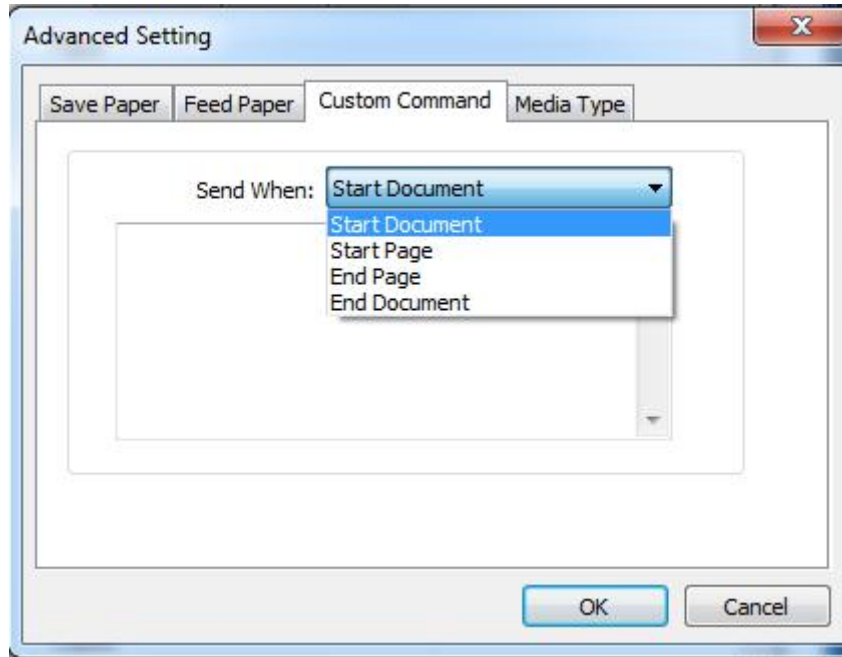 Advanced Setting
Save Paper Feed Paper Custom Command Media Type
Send When: Start Document
Start Document
Start Page
End Page
End Document
OK Cancel